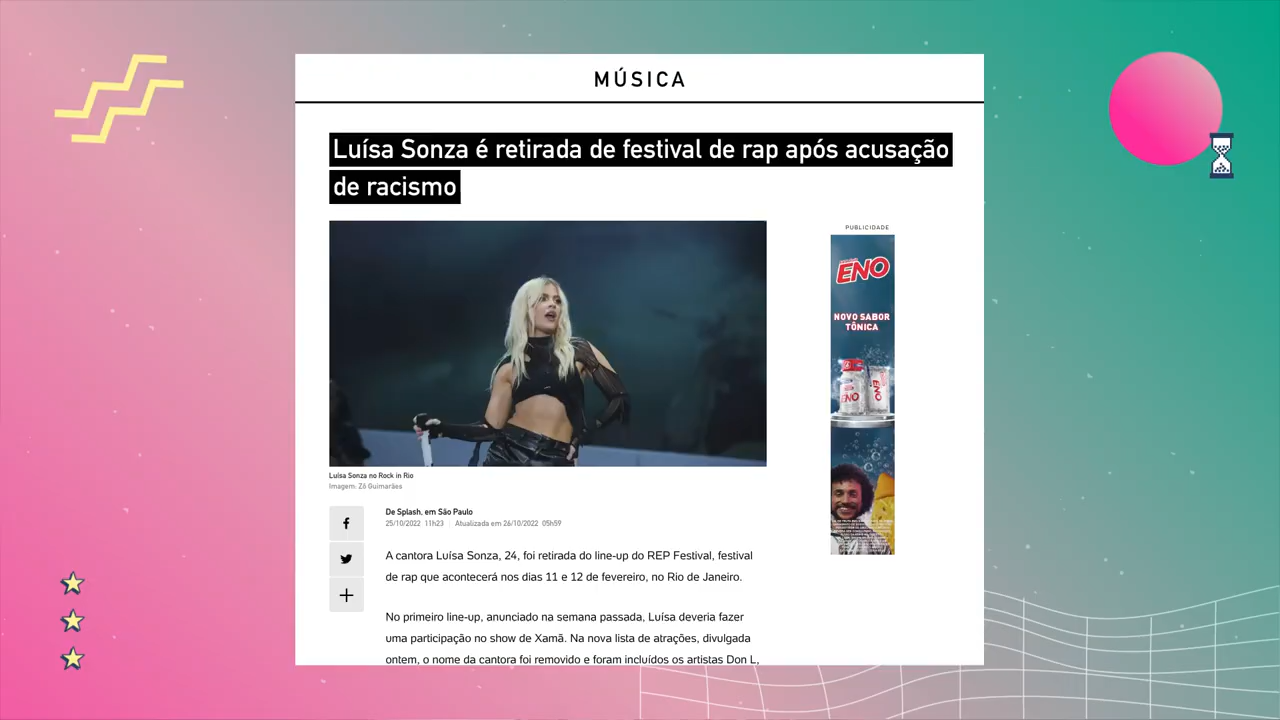 MÚSICA
Luísa Sonza é retirada de festival de rap após acusação
de racismo
PUBLICIDADE
ENO
NOVO SABOR
TÔNICA
ENO
ENO
Luísa Sonza no Rock in Rio
Imagem: Zô Guimarães
De Splash, em São Paulo
25/10/2022 11h23 | Atualizada em 26/10/2022 05h59
A cantora Luísa Sonza, 24, foi retirada do line-up do REP Festival, festival
de rap que acontecerá nos dias 11 e 12 de fevereiro, no Rio de Janeiro.
No primeiro line-up, anunciado na semana passada, Luísa deveria fazer
uma participação no show de Xamã. Na nova lista de atrações, divulgada
ontem, o nome da cantora foi removido e foram incluídos os artistas Don L,